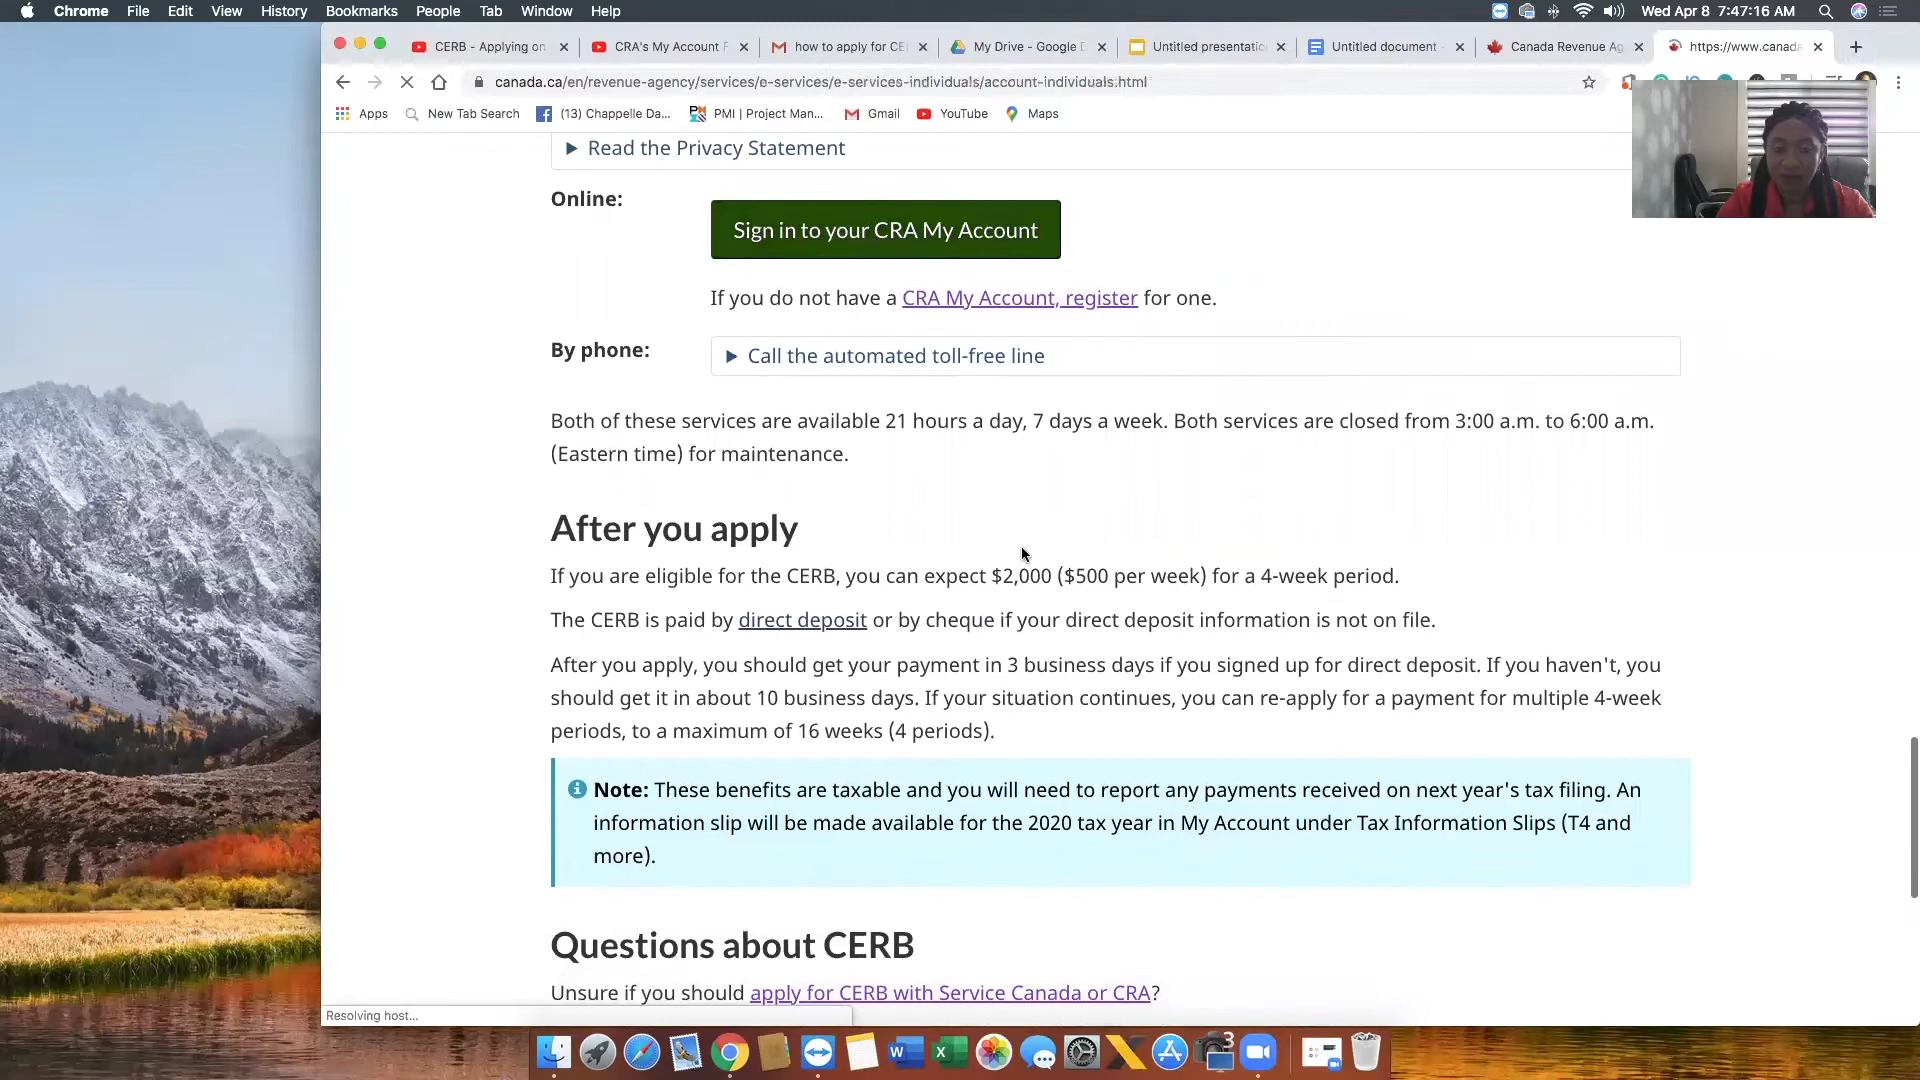 Chrome File Edit View History Bookmarks People Tab Window Help
Wed Apr 8 7:47:16 AM
CERB - Applying on
CRA's My Account F
how to apply for CE
My Drive - Google D
Untitled presentatio
Untitled document
Canada Revenue Ag
https://www.canada
canada.ca/en/revenue-agency/services/e-services/e-services-individuals/account-individuals.html
Apps New Tab Search (13) Chappelle Da... PMI | Project Man... Gmail YouTube Maps
Read the Privacy Statement
Online:
Sign in to your CRA My Account
If you do not have a CRA My Account, register for one.
By phone:
Call the automated toll-free line
Both of these services are available 21 hours a day, 7 days a week. Both services are closed from 3:00 a.m. to 6:00 a.m.
(Eastern time) for maintenance.
After you apply
If you are eligible for the CERB, you can expect $2,000 ($500 per week) for a 4-week period.
The CERB is paid by direct deposit or by cheque if your direct deposit information is not on file.
After you apply, you should get your payment in 3 business days if you signed up for direct deposit. If you haven't, you
should get it in about 10 business days. If your situation continues, you can re-apply for a payment for multiple 4-week
periods, to a maximum of 16 weeks (4 periods).
Note: These benefits are taxable and you will need to report any payments received on next year's tax filing. An
information slip will be made available for the 2020 tax year in My Account under Tax Information Slips (T4 and
more).
Questions about CERB
Unsure if you should apply for CERB with Service Canada or CRA?
Resolving host...
W
X
3